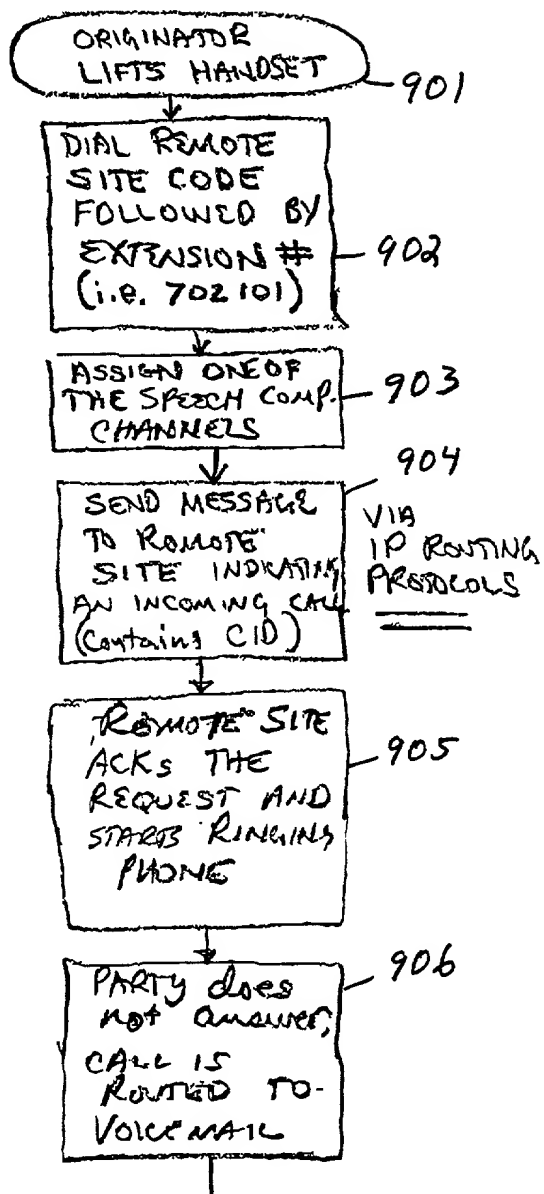 ORIGINATOR
LIFTS HANDSET
901
DIAL REMOTE
SITE CODE
FOLLOWED BY
EXTENSION #
(i.e. 702101)
902
ASSIGN ONE OF
THE SPEECH COMP.
CHANNELS
903
904
SEND MESSAGE
TO REMOTE
SITE INDICATING
AN INCOMING CALL
(Contains CID)
VIA
IP ROUTING
PROTOCOLS
"REMOTE" SITE
ACKS THE
REQUEST AND
STARTS RINGING
PHONE
905
906
PARTY does
not answer,
CALL IS
ROUTED TO-
VOICEMAIL